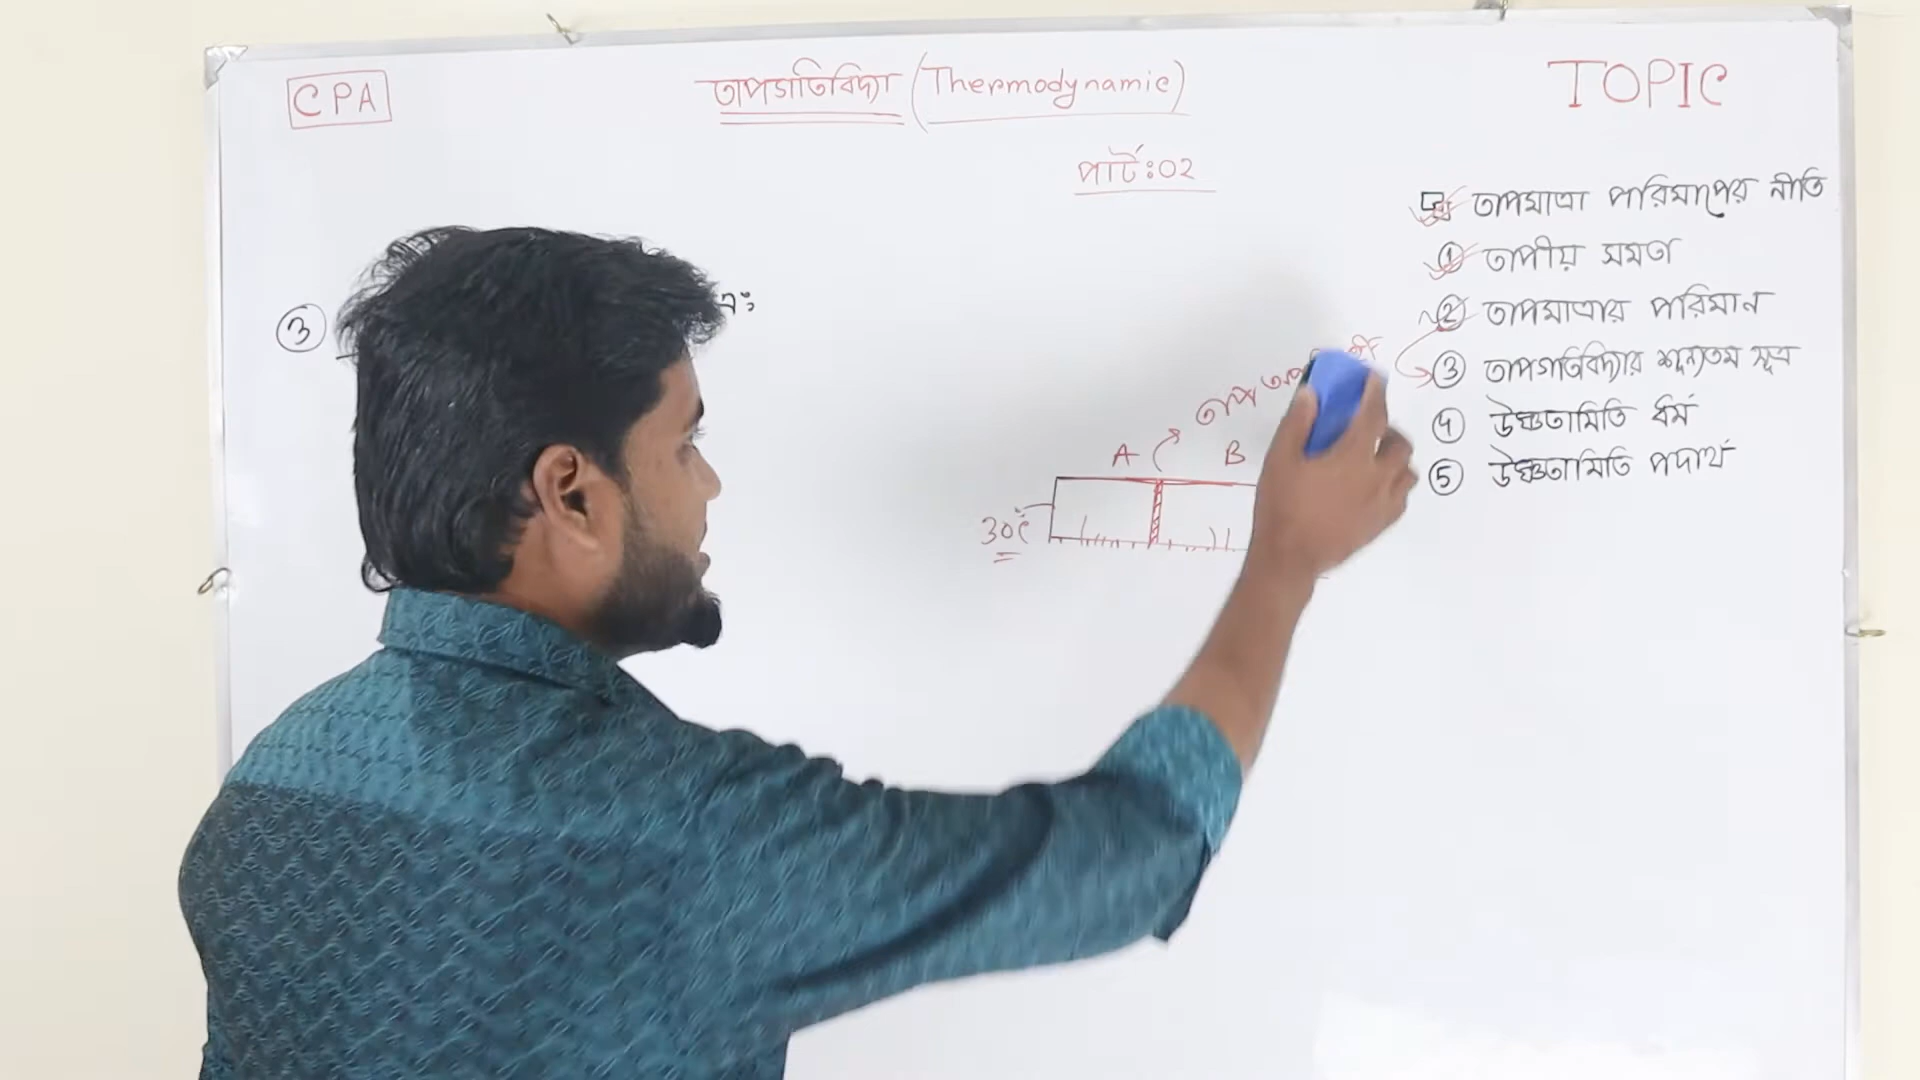 CPA
তাপগতিবিদ্যা (Thermodynamic)
পার্ট:02
TOPIC
তাপমাত্রা পরিমাপের নীতি
① তাপীয় সমতা
② তাপমাত্রার পরিমান
③ তাপগতিবিদ্যার শূন্যতম সূত্র
④ উষ্ণতামিতি ধর্ম
⑤ উষ্ণতামিতি পদার্থ
③
তাপ
A B
30°C